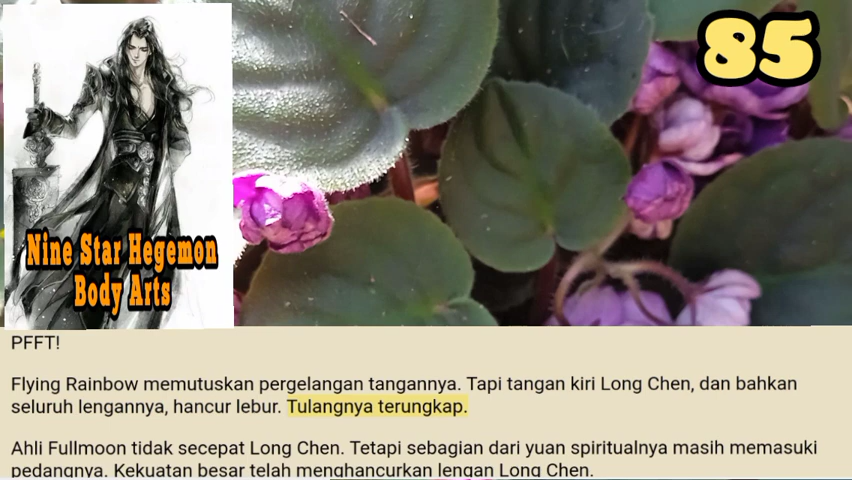 85
Nine Star Hegemon
Body Arts
PFFT!
Flying Rainbow memutuskan pergelangan tangannya. Tapi tangan kiri Long Chen, dan bahkan
seluruh lengannya, hancur lebur. Tulangnya terungkap.
Ahli Fullmoon tidak secepat Long Chen. Tetapi sebagian dari yuan spiritualnya masih memasuki
pedangnya. Kekuatan besar telah menghancurkan lengan Long Chen.